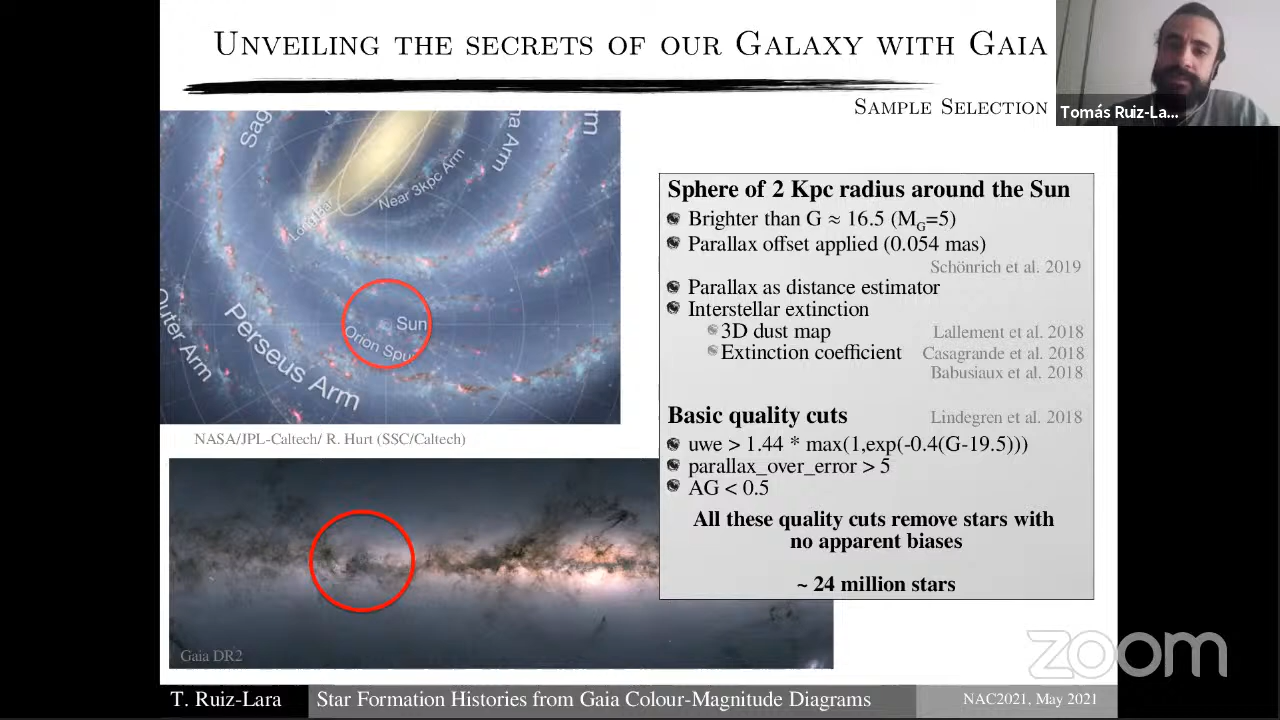 UNVEILING THE SECRETS OF OUR GALAXY WITH GAIA
SAMPLE SELECTION
Tomás Ruiz-La...
Sag
Arm
Near 3kpc Arm
Long Bar
Sun
Orion Spu
Perseus Arm
Outer Arm
NASA/JPL-Caltech/ R. Hurt (SSC/Caltech)
Gaia DR2
Sphere of 2 Kpc radius around the Sun
Brighter than G ≈ 16.5 (M_G=5)
Parallax offset applied (0.054 mas)
Schönrich et al. 2019
Parallax as distance estimator
Interstellar extinction
3D dust map Lallement et al. 2018
Extinction coefficient Casagrande et al. 2018
Babusiaux et al. 2018
Basic quality cuts Lindegren et al. 2018
uwe > 1.44 * max(1,exp(-0.4(G-19.5)))
parallax_over_error > 5
AG < 0.5
All these quality cuts remove stars with
no apparent biases
~ 24 million stars
zoom
T. Ruiz-Lara Star Formation Histories from Gaia Colour-Magnitude Diagrams NAC2021, May 2021